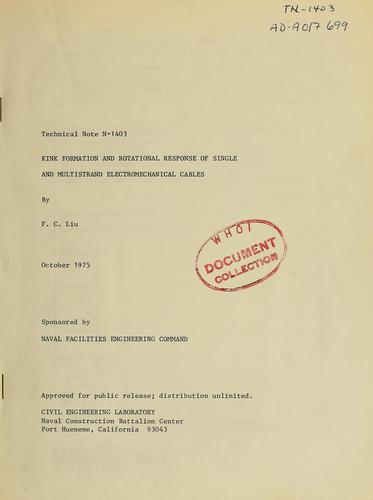 TN-1403
AD-A017 699
Technical Note N-1403
KINK FORMATION AND ROTATIONAL RESPONSE OF SINGLE
AND MULTISTRAND ELECTROMECHANICAL CABLES
By
F. C. Liu
WHOI
DOCUMENT
COLLECTION
October 1975
Sponsored by
NAVAL FACILITIES ENGINEERING COMMAND
Approved for public release; distribution unlimited.
CIVIL ENGINEERING LABORATORY
Naval Construction Battalion Center
Port Hueneme, California 93043